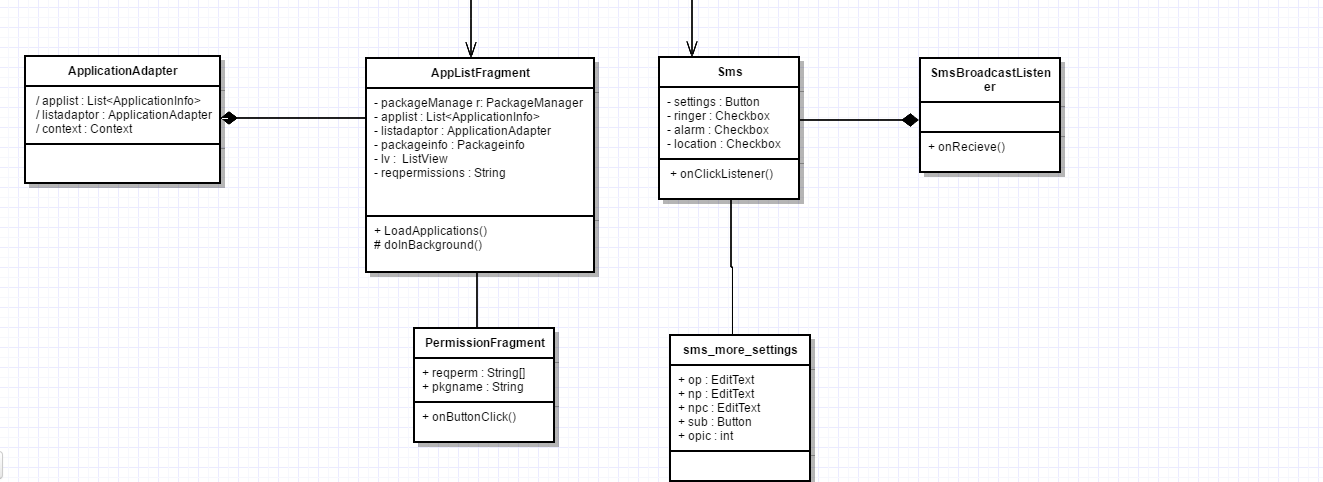 ApplicationAdapter
/ applist : List<ApplicationInfo>
/ listadaptor : ApplicationAdapter
/ context : Context
AppListFragment
- packageManage r: PackageManager
- applist : List<ApplicationInfo>
- listadaptor : ApplicationAdapter
- packageinfo : Packageinfo
- lv : ListView
- reqpermissions : String
+ LoadApplications()
# doInBackground()
Sms
- settings : Button
- ringer : Checkbox
- alarm : Checkbox
- location : Checkbox
+ onClickListener()
SmsBroadcastListen
er
+ onRecieve()
PermissionFragment
+ reqperm : String[]
+ pkgname : String
+ onButtonClick()
sms_more_settings
+ op : EditText
+ np : EditText
+ npc : EditText
+ sub : Button
+ opic : int